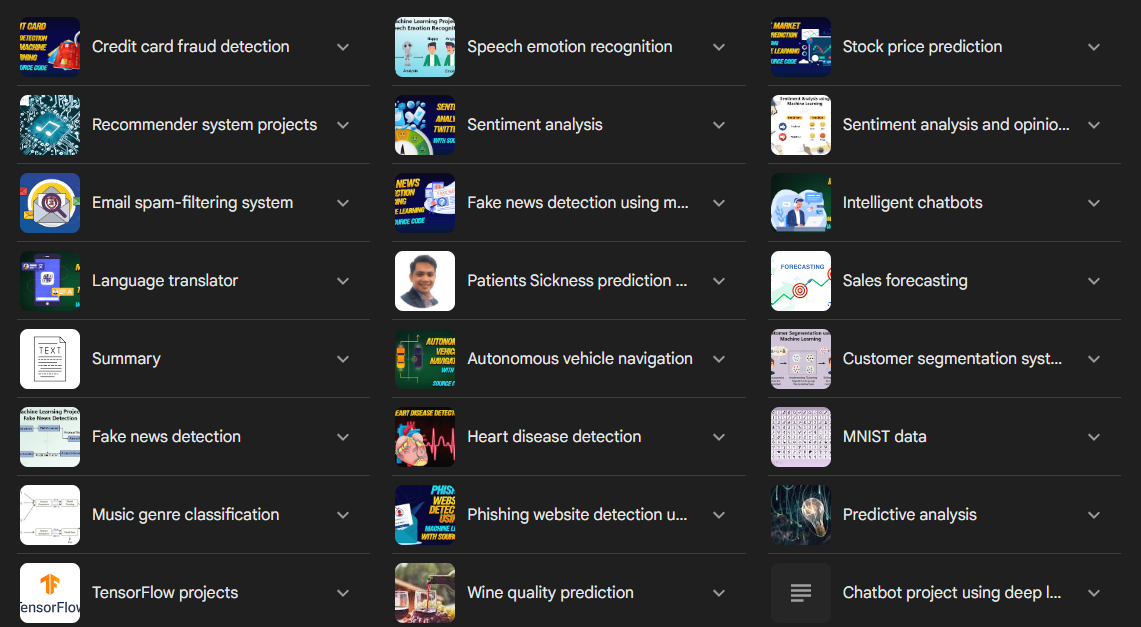 Credit card fraud detection
Speech emotion recognition
Stock price prediction
Recommender system projects
Sentiment analysis
Sentiment analysis and opinio...
Email spam-filtering system
Fake news detection using m...
Intelligent chatbots
Language translator
Patients Sickness prediction ...
FORECASTING
Sales forecasting
TEXT
Summary
Autonomous vehicle navigation
Customer segmentation syst...
Fake news detection
Heart disease detection
MNIST data
Music genre classification
Phishing website detection u...
Predictive analysis
TensorFlow projects
Wine quality prediction
Chatbot project using deep l...